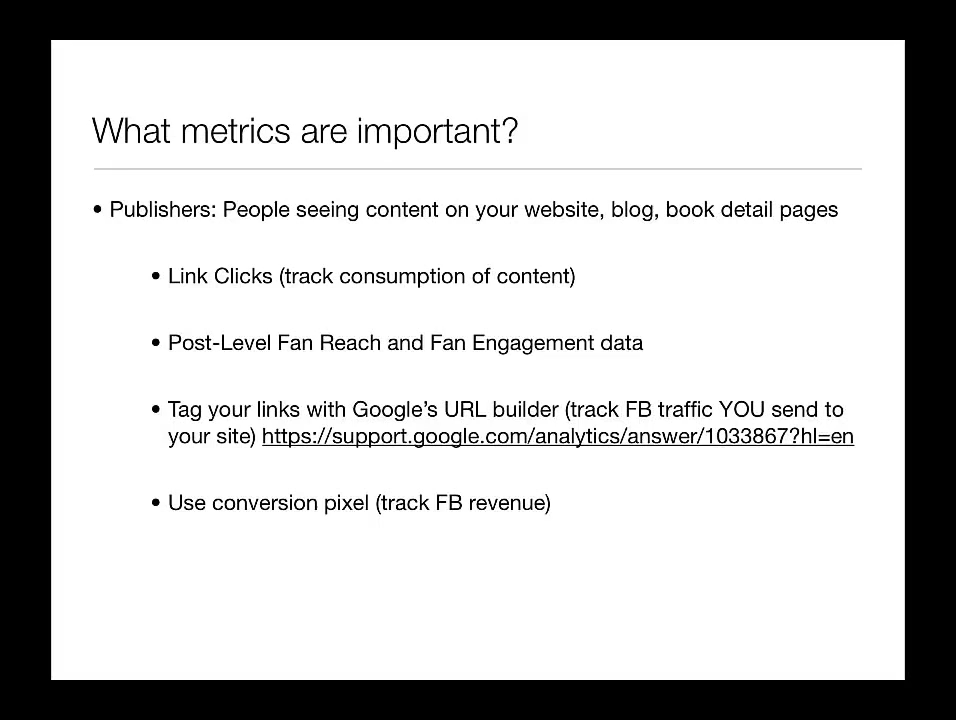 What metrics are important?
• Publishers: People seeing content on your website, blog, book detail pages
• Link Clicks (track consumption of content)
• Post-Level Fan Reach and Fan Engagement data
• Tag your links with Google’s URL builder (track FB traffic YOU send to
your site) https://support.google.com/analytics/answer/1033867?hl=en
• Use conversion pixel (track FB revenue)